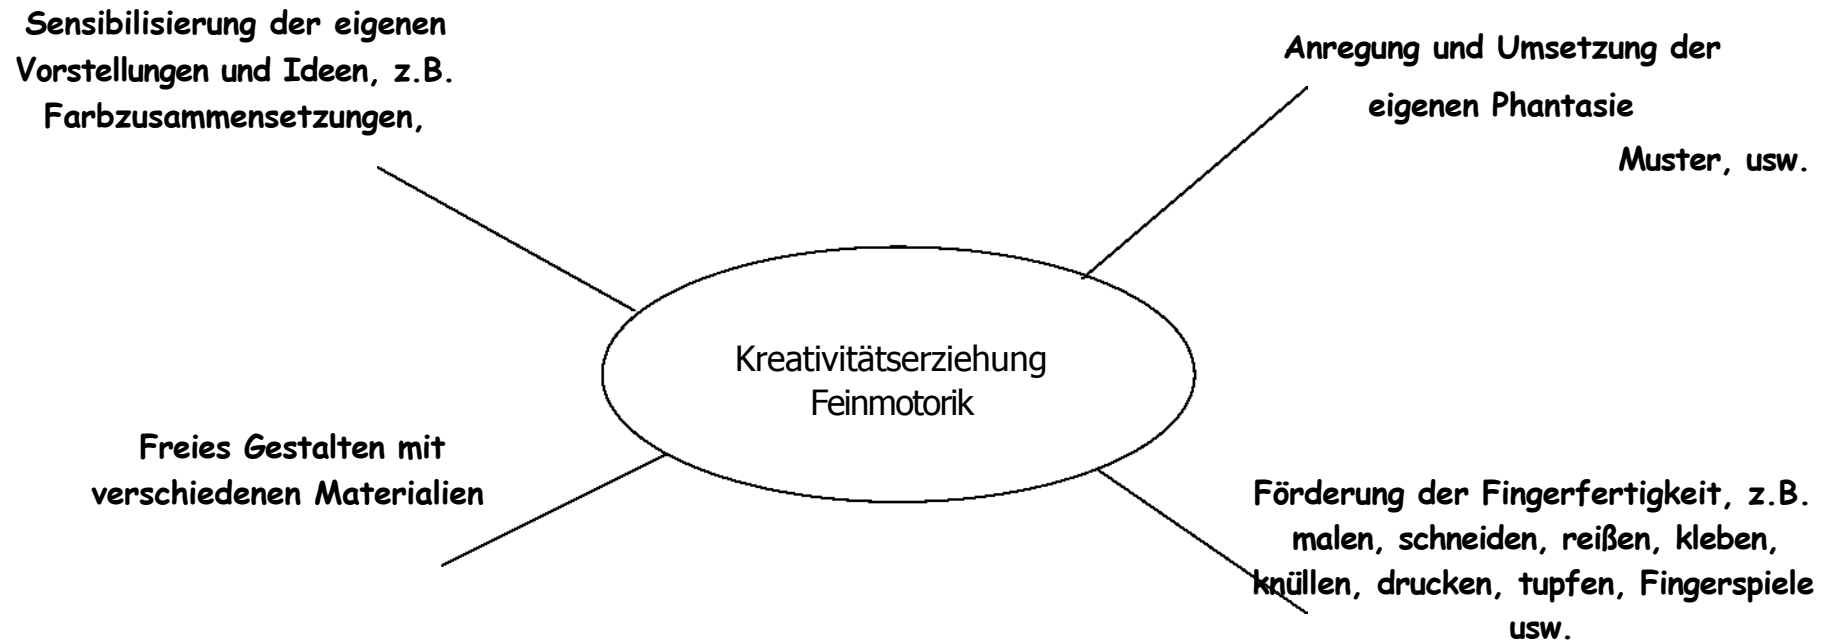 Sensibilisierung der eigenen
Vorstellungen und Ideen, z.B.
Farbzusammensetzungen,
Anregung und Umsetzung der
eigenen Phantasie
Muster, usw.
Kreativitätserziehung
Feinmotorik
Freies Gestalten mit
verschiedenen Materialien
Förderung der Fingerfertigkeit, z.B.
malen, schneiden, reißen, kleben,
knüllen, drucken, tupfen, Fingerspiele
usw.